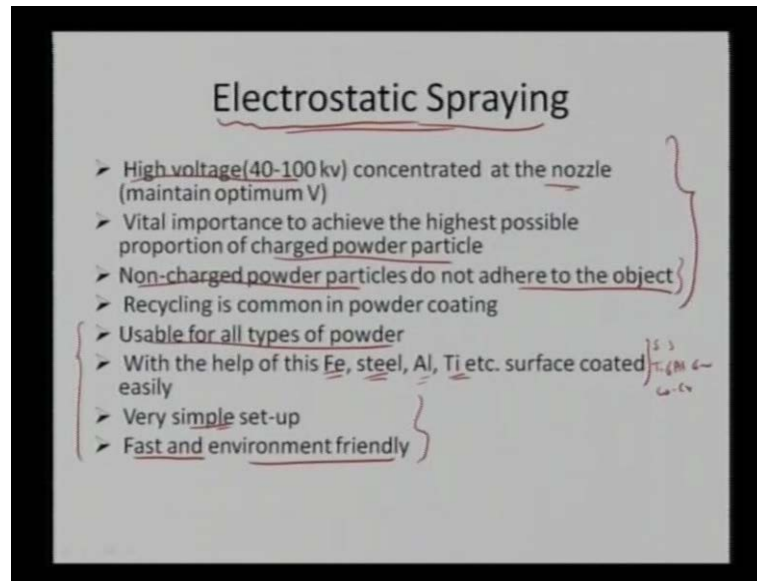 Electrostatic Spraying
➤ High voltage(40-100 kv) concentrated at the nozzle
(maintain optimum V)
➤ Vital importance to achieve the highest possible
proportion of charged powder particle
➤ Non-charged powder particles do not adhere to the object
➤ Recycling is common in powder coating
➤ Usable for all types of powder
➤ With the help of this Fe, steel, Al, Ti etc. surface coated
easily
➤ Very simple set-up
➤ Fast and environment friendly